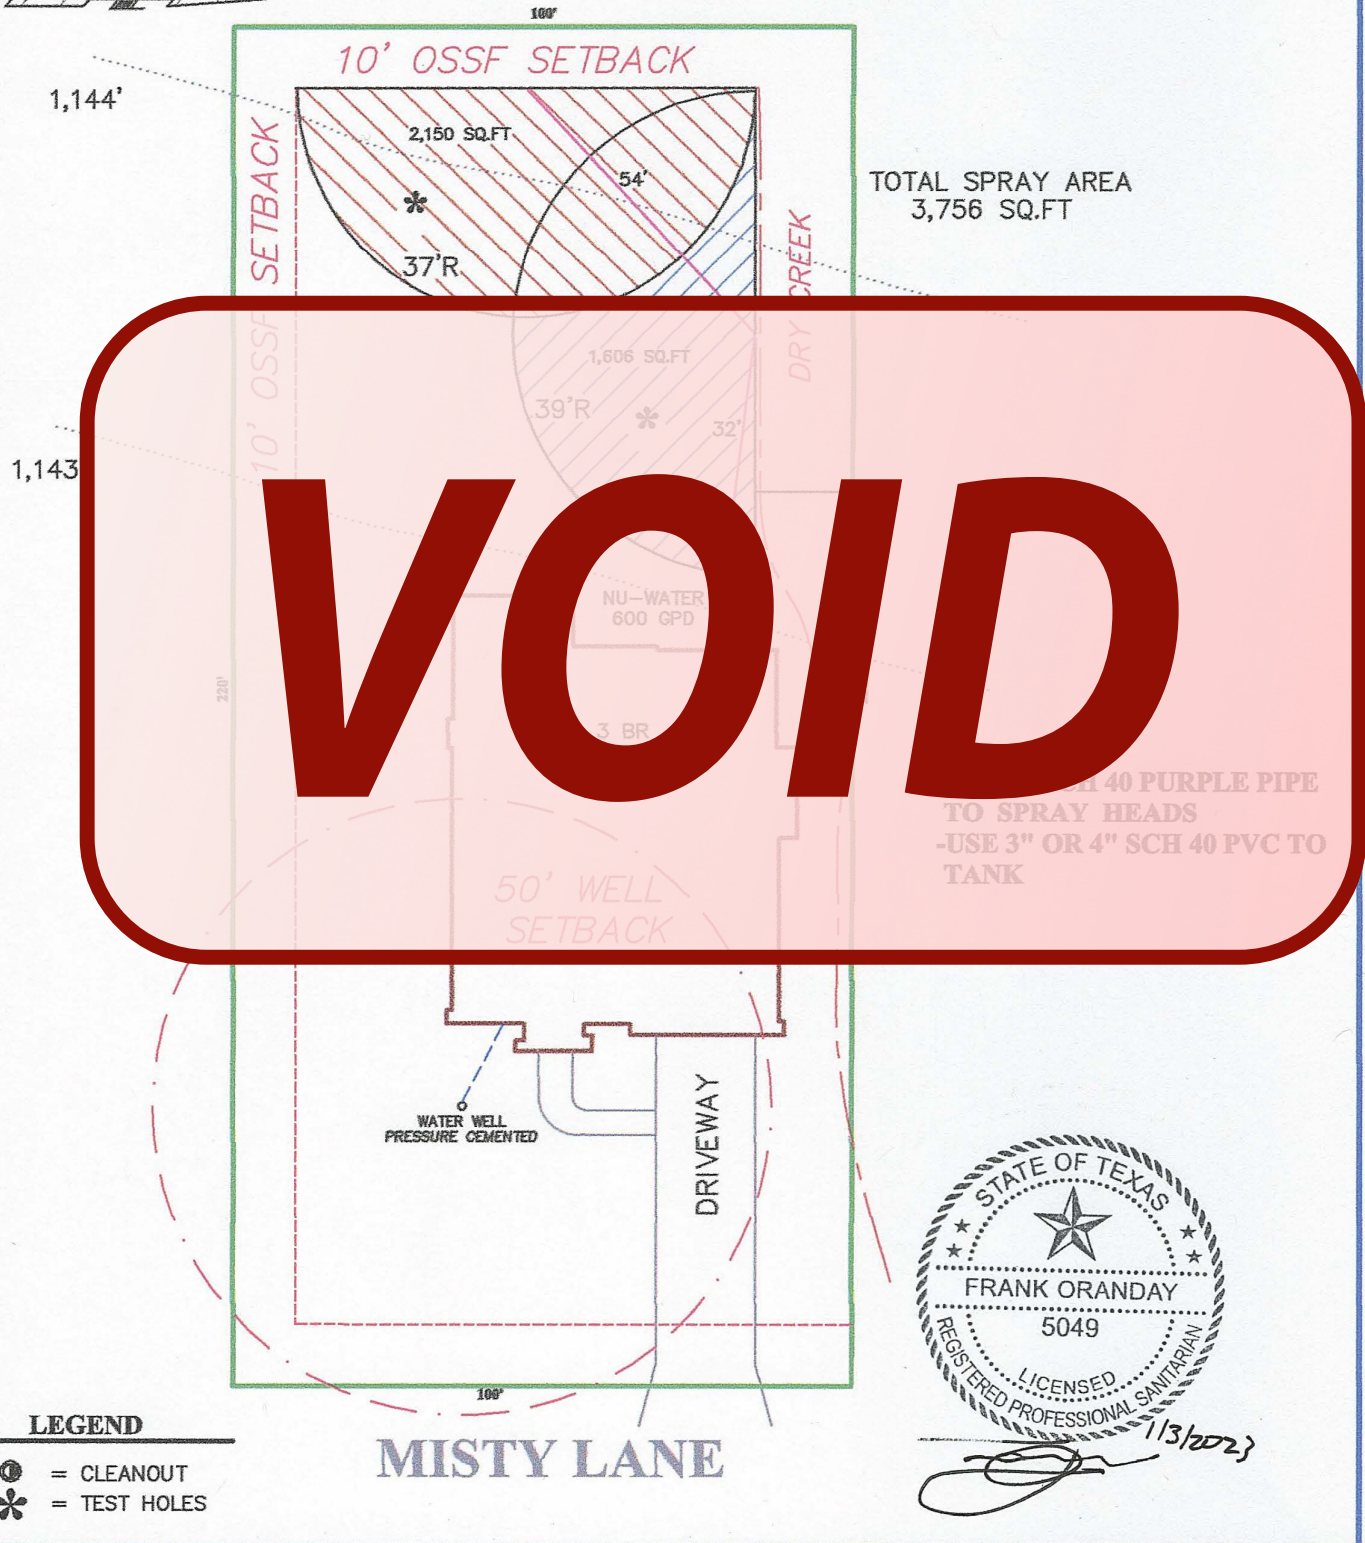 100'
10' OSSF SETBACK
1,144'
2,150 SQ.FT
54'
TOTAL SPRAY AREA
3,756 SQ.FT
37'R
10' OSSF SETBACK
DRY CREEK
1,606 SQ.FT
39'R
32'
1,143
VOID
NU-WATER
600 GPD
220'
3 BR
40 PURPLE PIPE
TO SPRAY HEADS
-USE 3" OR 4" SCH 40 PVC TO
TANK
50' WELL
SETBACK
WATER WELL
PRESSURE CEMENTED
DRIVEWAY
STATE OF TEXAS
FRANK ORANDAY
5049
LICENSED
REGISTERED PROFESSIONAL SANITARIAN
1/3/2023
100'
MISTY LANE
LEGEND
= CLEANOUT
= TEST HOLES